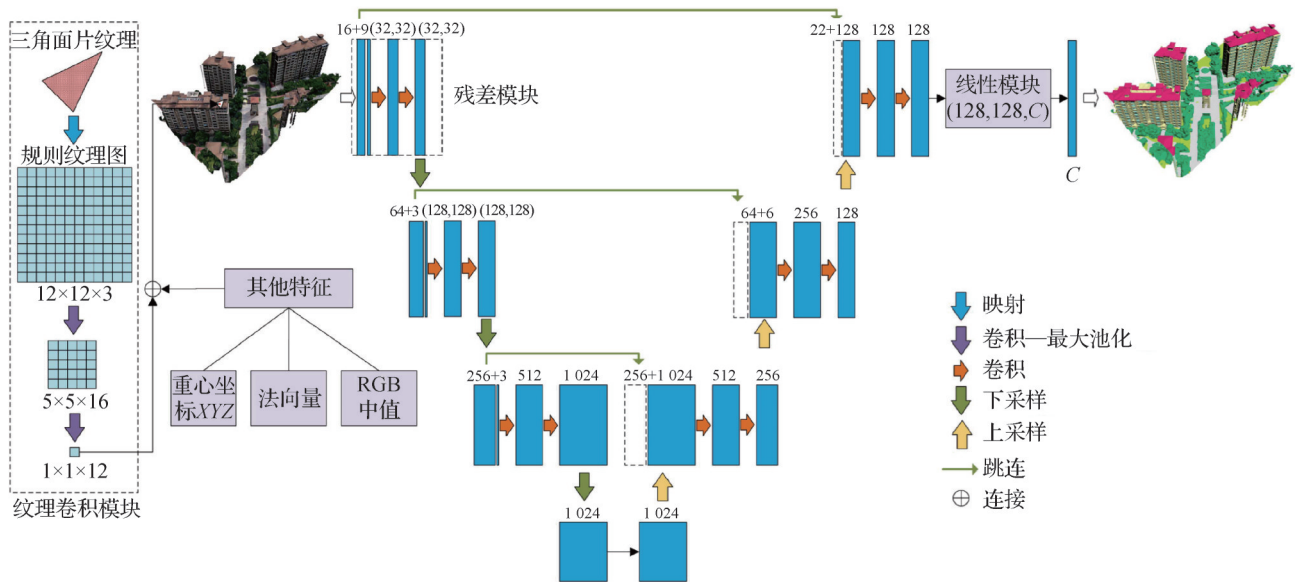 三角面片纹理
规则纹理图
12×12×3
5×5×16
1×1×12
纹理卷积模块
其他特征
重心坐
标XYZ
法向量
RGB
中值
16+9 (32,32) (32,32)
残差模块
64+3 (128,128) (128,128)
256+3 512 1 024
1 024 1 024
256+1 024 512 256
64+6 256 128
22+128 128 128
线性模块
(128,128,C)
C
映射
卷积—最大池化
卷积
下采样
上采样
跳连
连接